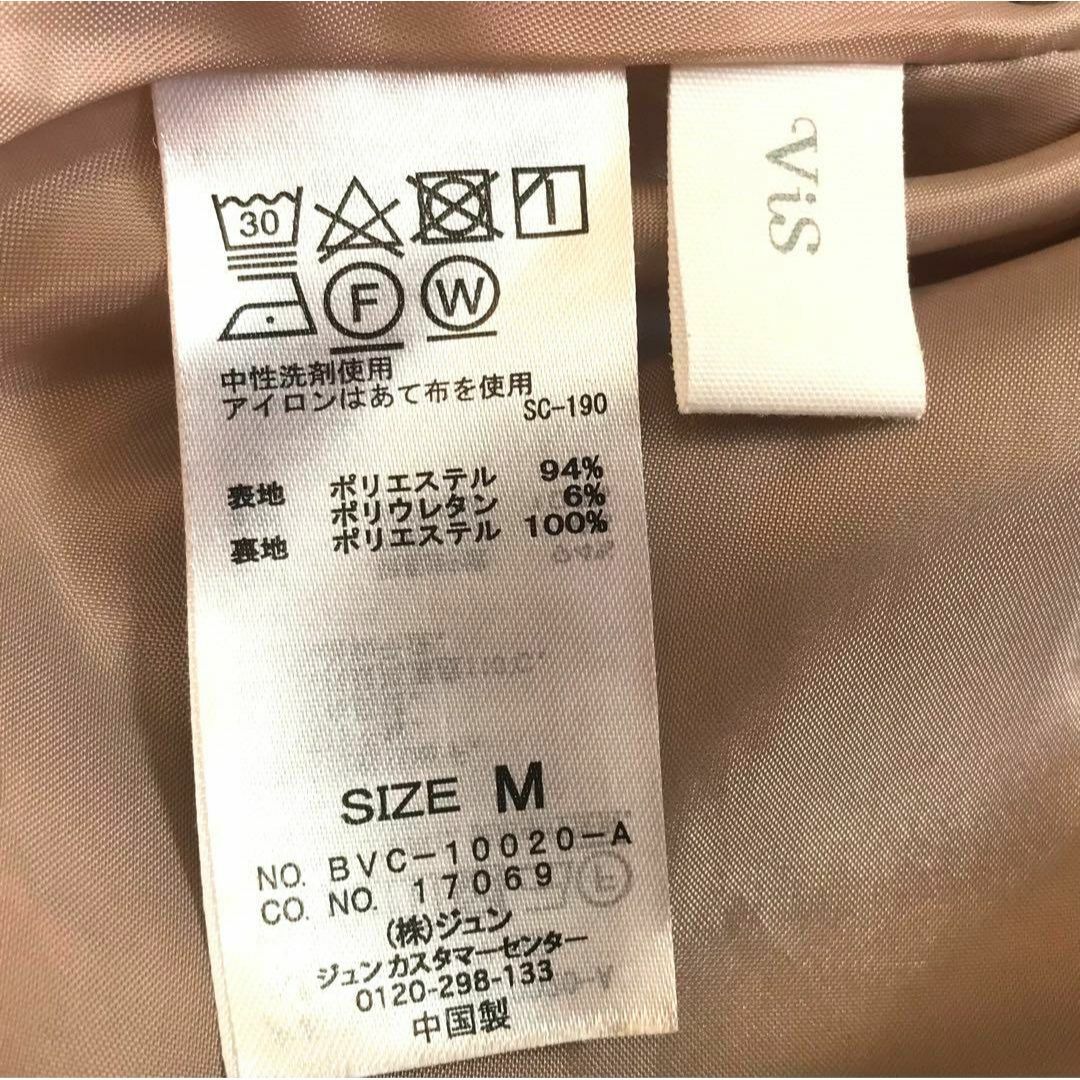 30
F W
中性洗剤使用
アイロンはあて布を使用
SC-190
表地 ポリエステル 94%
ポリウレタン 6%
裏地 ポリエステル 100%
SIZE M
NO. BVC-10020-A
CO. NO. 17069
(株)ジュン
ジュンカスタマーセンター
0120-298-133
中国製
ViS